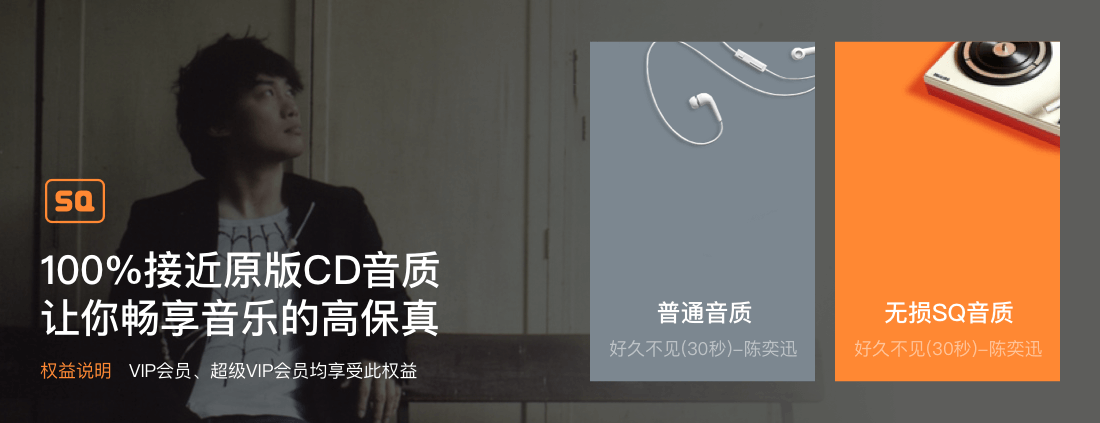 SQ
100%接近原版CD音质
让你畅享音乐的高保真
权益说明 VIP会员、超级VIP会员均享受此权益
普通音质
好久不见(30秒)–陈奕迅
无损SQ音质
好久不见(30秒)–陈奕迅